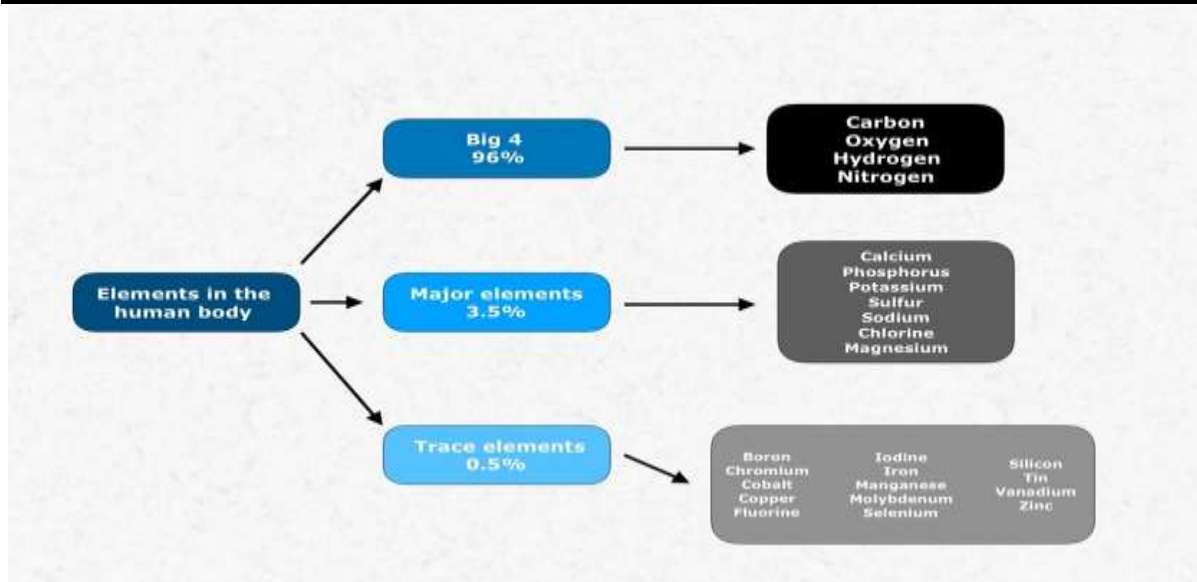 Big 4
96%
Carbon
Oxygen
Hydrogen
Nitrogen
Elements in the
human body
Major elements
3.5%
Calcium
Phosphorus
Potassium
Sulfur
Sodium
Chlorine
Magnesium
Trace elements
0.5%
Boron
Chromium
Cobalt
Copper
Fluorine
Iodine
Iron
Manganese
Molybdenum
Selenium
Silicon
Tin
Vanadium
Zinc